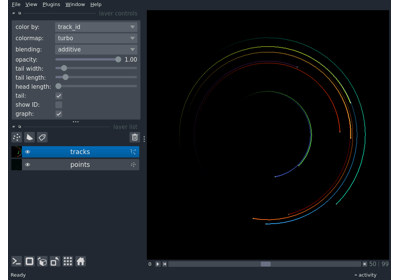 File View Plugins Window Help
layer controls
color by: track_id
colormap: turbo
blending: additive
opacity: 1.00
tail width:
tail length:
head length:
tail:
show ID:
graph:
layer list
tracks
points
50 | 99
Ready
activity